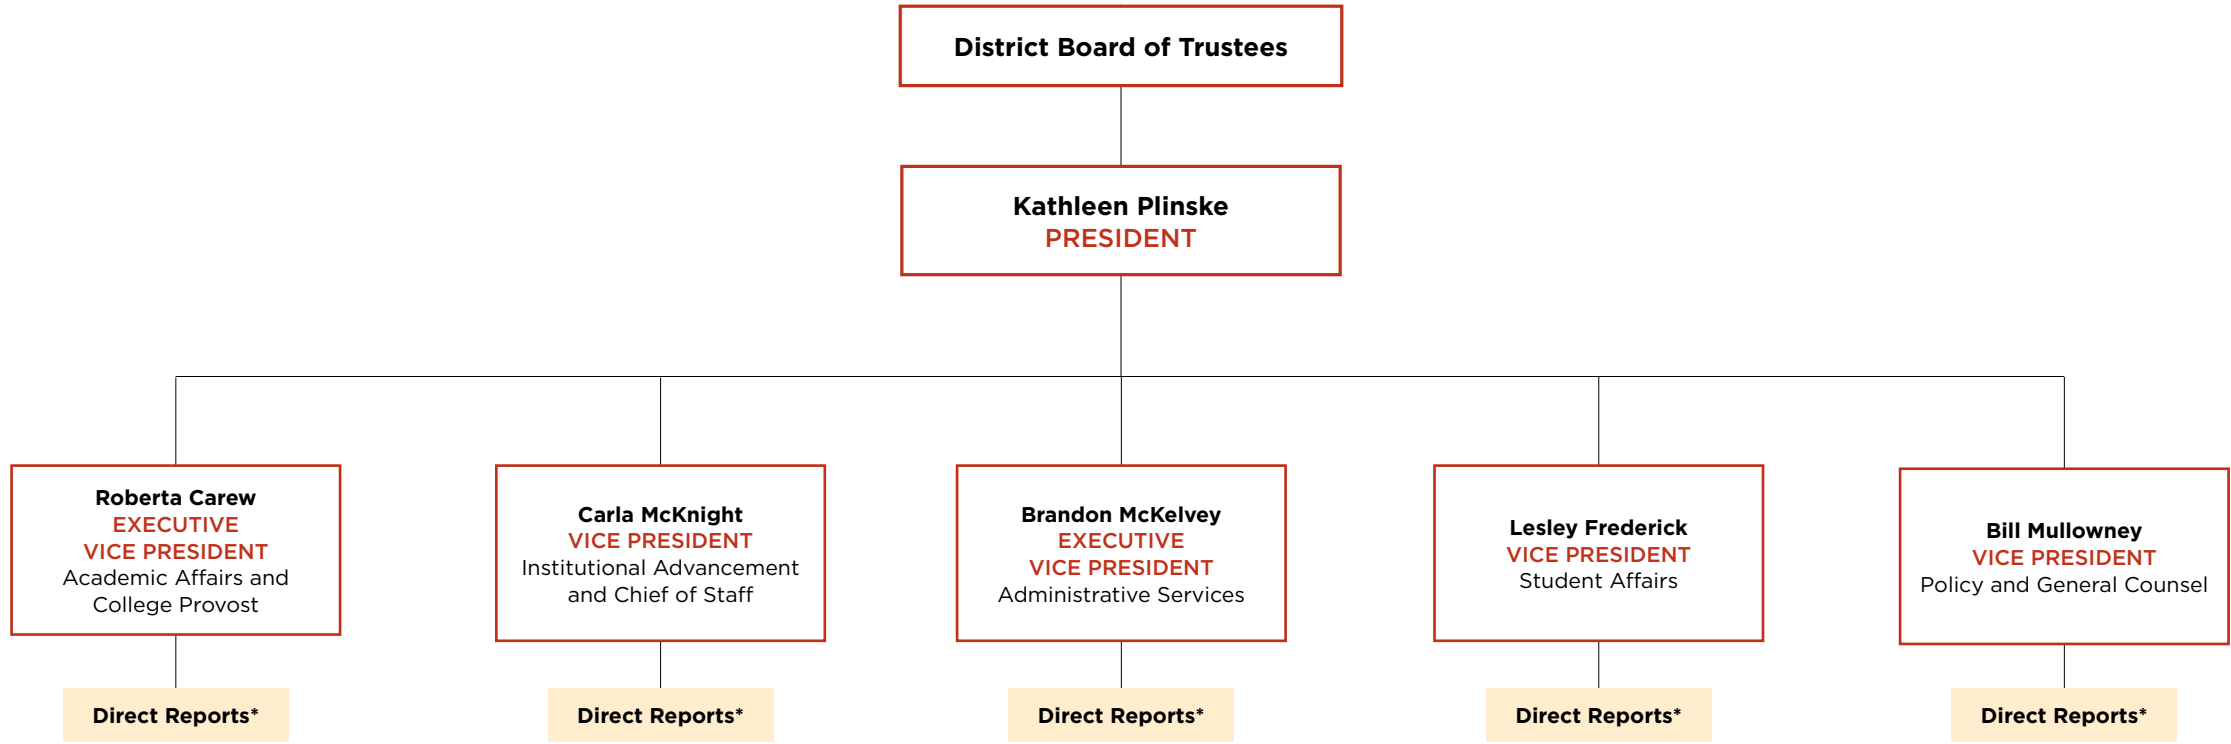 District Board of Trustees
Kathleen Plinske
PRESIDENT
Roberta Carew
EXECUTIVE
VICE PRESIDENT
Academic Affairs and
College Provost
Carla McKnight
VICE PRESIDENT
Institutional Advancement
and Chief of Staff
Brandon McKelvey
EXECUTIVE
VICE PRESIDENT
Administrative Services
Lesley Frederick
VICE PRESIDENT
Student Affairs
Bill Mullowney
VICE PRESIDENT
Policy and General Counsel
Direct Reports*
Direct Reports*
Direct Reports*
Direct Reports*
Direct Reports*